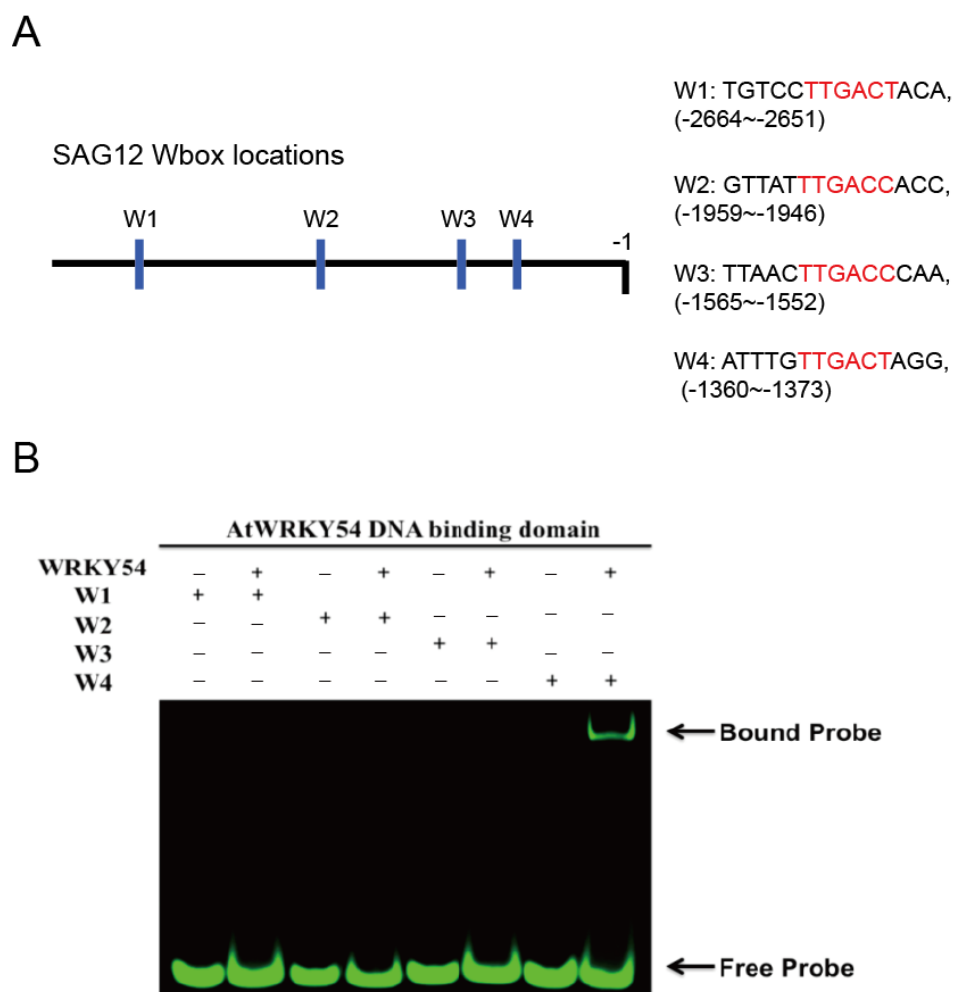 A
SAG12 Wbox locations
W1 W2 W3 W4 -1
W1: TGTCCTTGACTACA,
(-2664~-2651)
W2: GTTATTTGACCACC,
(-1959~-1946)
W3: TTAACTTGACCCAA,
(-1565~-1552)
W4: ATTTGTTGACTAGG,
(-1360~-1373)
B
AtWRKY54 DNA binding domain
WRKY54 – + – + – + – +
W1 + + – – – – – –
W2 – – + + – – – –
W3 – – – – + + – –
W4 – – – – – – + +
Bound Probe
Free Probe